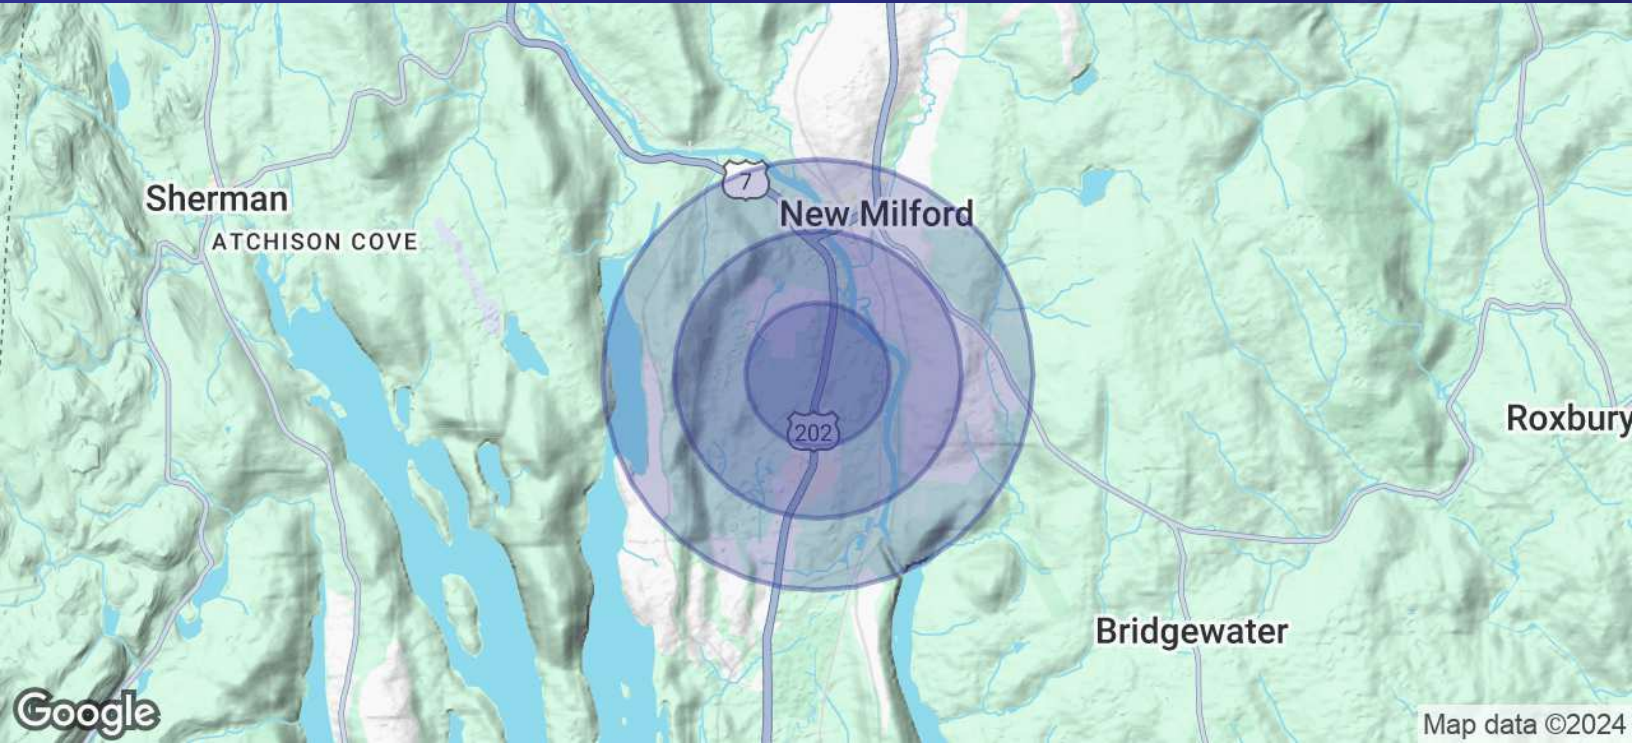 7
Sherman
New Milford
ATCHISON COVE
202
Roxbury
Bridgewater
Google
Map data ©2024